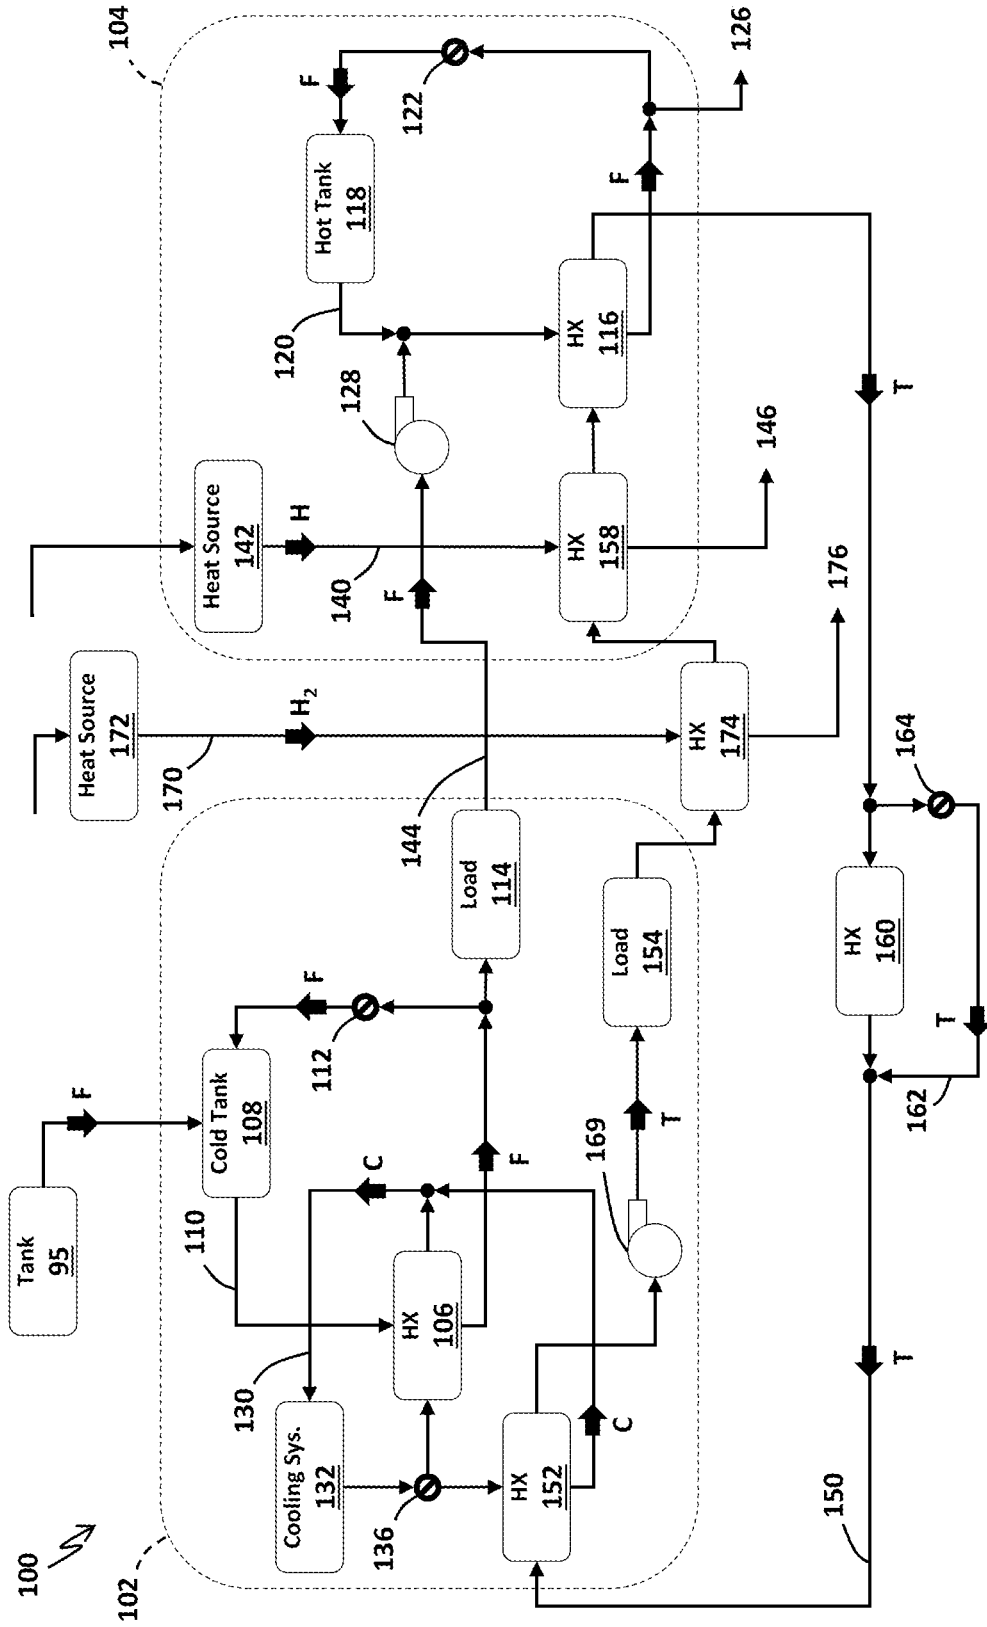 100
102
104
Tank
95
F
Cold Tank
108
110
112
F
Cooling Sys.
132
130
136
C
HX
106
F
HX
152
C
169
T
Load
114
Load
154
144
Heat Source
172
170
H₂
HX
174
176
Heat Source
142
H
140
F
128
HX
158
146
Hot Tank
118
120
F
122
HX
116
F
126
T
164
HX
160
T
162
T
150